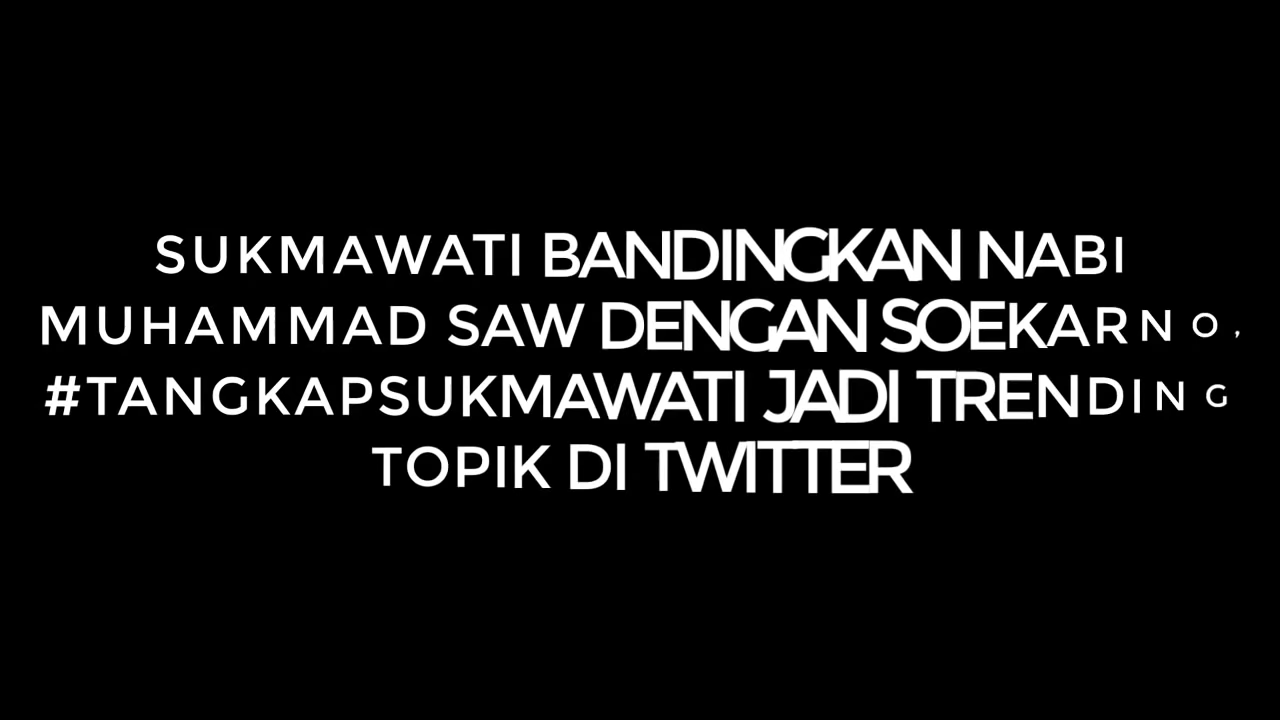 SUKMAWATI BANDINGKAN NABI
MUHAMMAD SAW DENGAN SOEKARNO,
#TANGKAPSUKMAWATI JADI TRENDING
TOPIK DI TWITTER